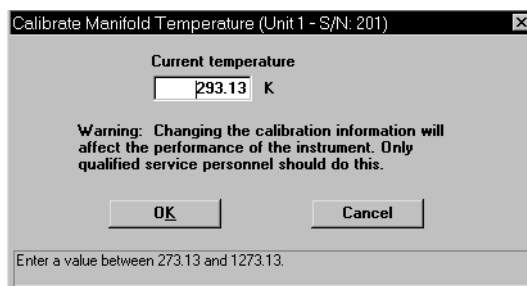 Calibrate Manifold Temperature (Unit 1 - S/N: 201)
Current temperature
293.13 K
Warning: Changing the calibration information will
affect the performance of the instrument. Only
qualified service personnel should do this.
OK Cancel
Enter a value between 273.13 and 1273.13.